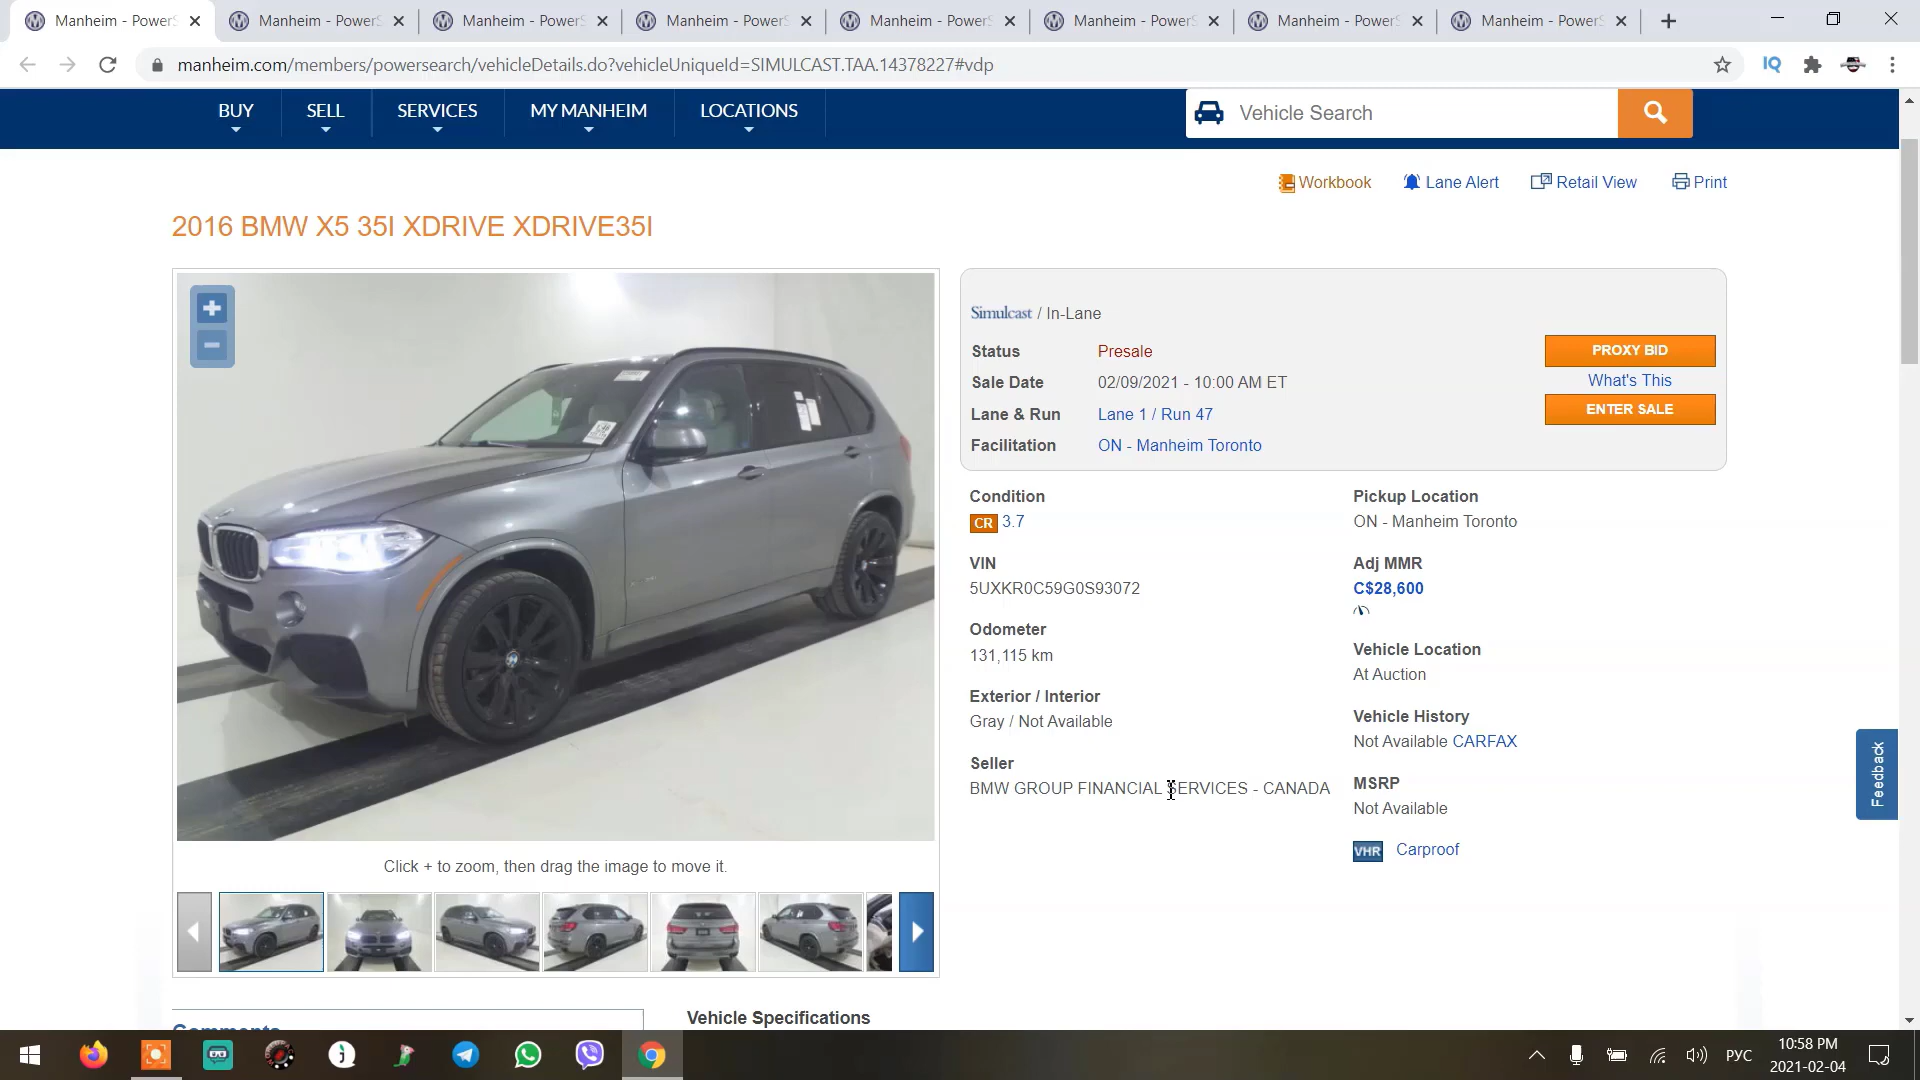 Manheim - PowerS
Manheim - PowerS
Manheim - PowerS
Manheim - PowerS
Manheim - PowerS
Manheim - PowerS
Manheim - PowerS
Manheim - PowerS
manheim.com/members/powersearch/vehicleDetails.do?vehicleUniqueId=SIMULCAST.TAA.14378227#vdp
IQ
BUY SELL SERVICES MY MANHEIM LOCATIONS
Vehicle Search
Workbook Lane Alert Retail View Print
2016 BMW X5 35I XDRIVE XDRIVE35I
Simulcast / In-Lane
Status Presale
PROXY BID
What's This
Sale Date 02/09/2021 - 10:00 AM ET
ENTER SALE
Lane & Run Lane 1 / Run 47
Facilitation ON - Manheim Toronto
Condition
CR 3.7
VIN
5UXKR0C59G0S93072
Odometer
131,115 km
Exterior / Interior
Gray / Not Available
Seller
BMW GROUP FINANCIAL SERVICES - CANADA
Pickup Location
ON - Manheim Toronto
Adj MMR
C$28,600
Vehicle Location
At Auction
Vehicle History
Not Available CARFAX
MSRP
Not Available
VHR Carproof
Feedback
Click + to zoom, then drag the image to move it.
Comments
Vehicle Specifications
РУС
10:58 PM
2021-02-04